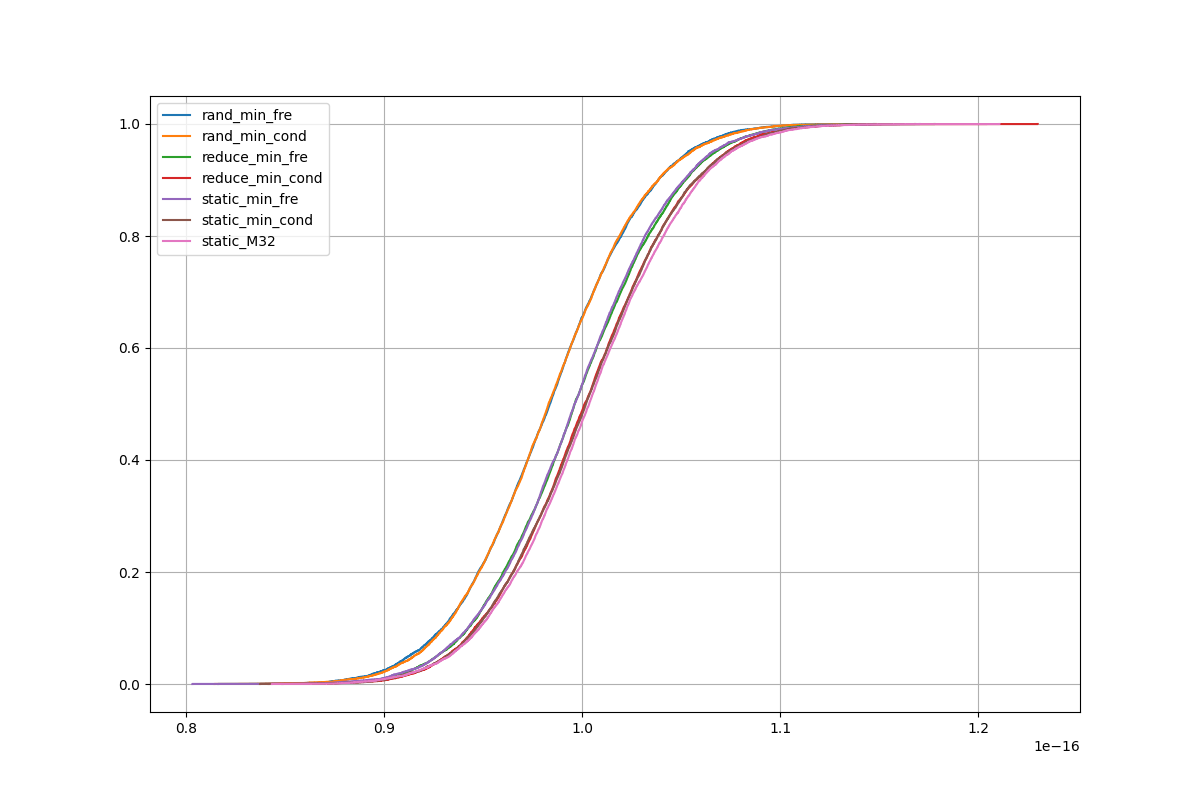 rand_min_fre
rand_min_cond
reduce_min_fre
reduce_min_cond
static_min_fre
static_min_cond
static_M32
1.0
0.8
0.6
0.4
0.2
0.0
0.8 0.9 1.0 1.1 1.2
1e−16